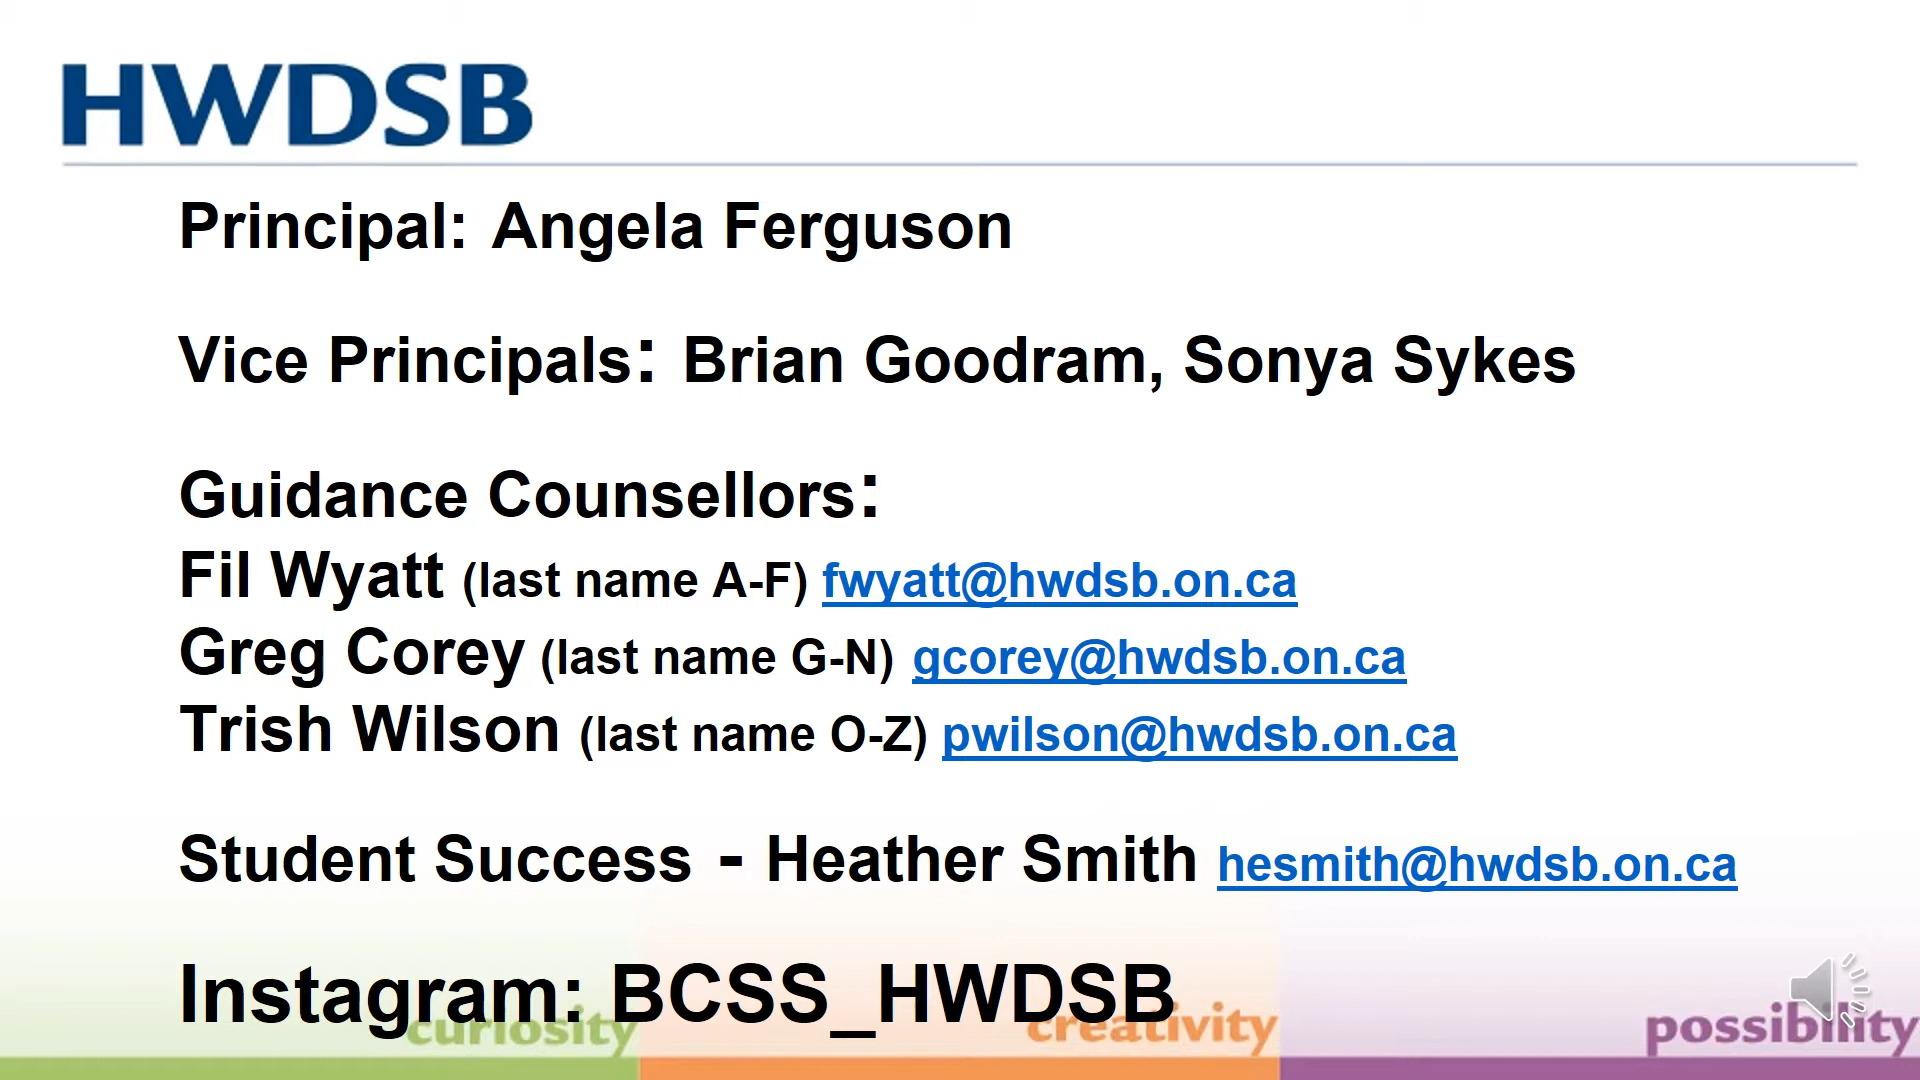 HWDSB
Principal: Angela Ferguson
Vice Principals: Brian Goodram, Sonya Sykes
Guidance Counsellors:
Fil Wyatt (last name A-F) fwyatt@hwdsb.on.ca
Greg Corey (last name G-N) gcorey@hwdsb.on.ca
Trish Wilson (last name O-Z) pwilson@hwdsb.on.ca
Student Success - Heather Smith hesmith@hwdsb.on.ca
Instagram: BCSS_HWDSB
curiosity creativity possibility